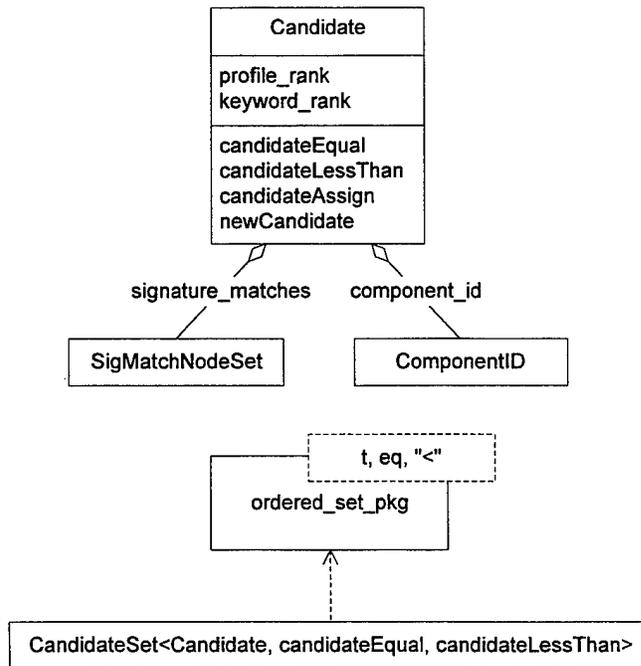 Candidate
profile_rank
keyword_rank
candidateEqual
candidateLessThan
candidateAssign
newCandidate
signature_matches component_id
SigMatchNodeSet ComponentID
t, eq, "<"
ordered_set_pkg
CandidateSet<Candidate, candidateEqual, candidateLessThan>